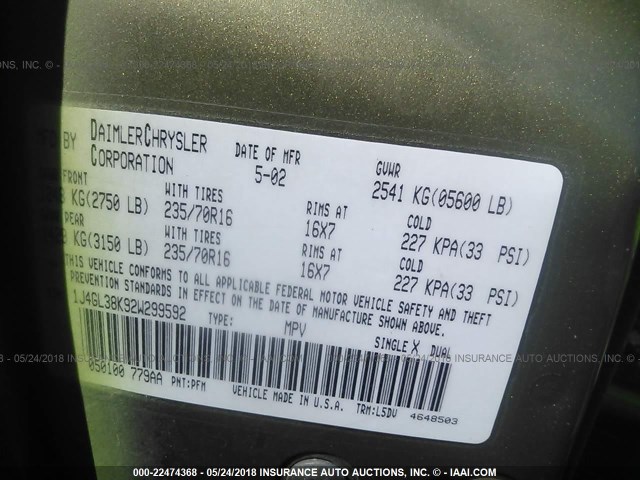 MFD BY DAIMLERCHRYSLER CORPORATION
DATE OF MFR 5-02
GVWR 2541 KG(05600 LB)
FRONT
KG(2750 LB)
WITH TIRES 235/70R16
RIMS AT 16X7
COLD 227 KPA(33 PSI)
REAR
KG(3150 LB)
WITH TIRES 235/70R16
RIMS AT 16X7
COLD 227 KPA(33 PSI)
THIS VEHICLE CONFORMS TO ALL APPLICABLE FEDERAL MOTOR VEHICLE SAFETY AND THEFT
PREVENTION STANDARDS IN EFFECT ON THE DATE OF MANUFACTURE SHOWN ABOVE.
1J4GL38K92W299592 TYPE: MPV SINGLE X DUAL
050100 779AA PNT:PFM VEHICLE MADE IN U.S.A. TRM:L5DV 4648503
000-22474368 - 05/24/2018 - INSURANCE AUTO AUCTIONS - © - IAAI.COM